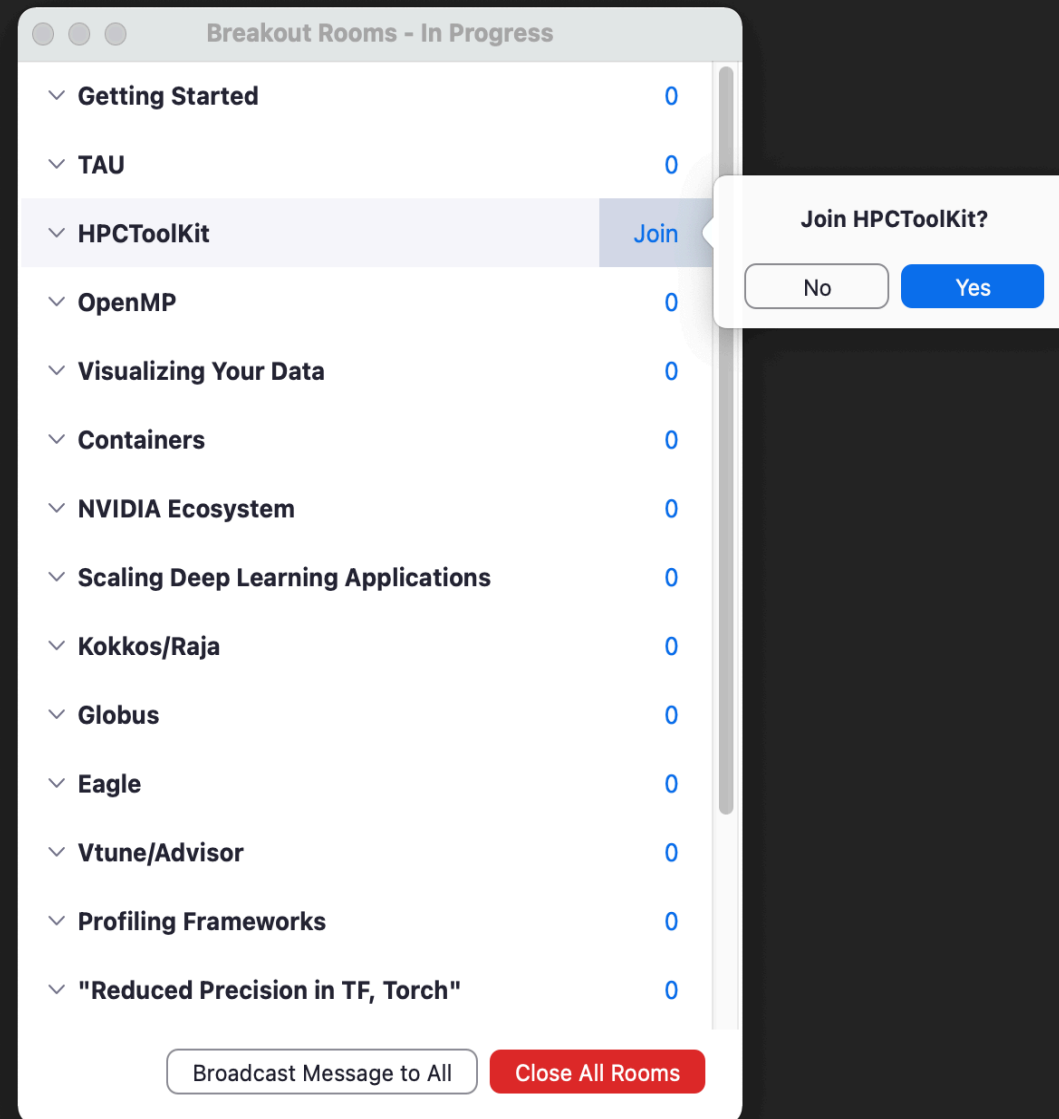 Breakout Rooms - In Progress
Getting Started 0
TAU 0
HPCToolKit Join
Join HPCToolKit?
No Yes
OpenMP 0
Visualizing Your Data 0
Containers 0
NVIDIA Ecosystem 0
Scaling Deep Learning Applications 0
Kokkos/Raja 0
Globus 0
Eagle 0
Vtune/Advisor 0
Profiling Frameworks 0
"Reduced Precision in TF, Torch" 0
Broadcast Message to All Close All Rooms